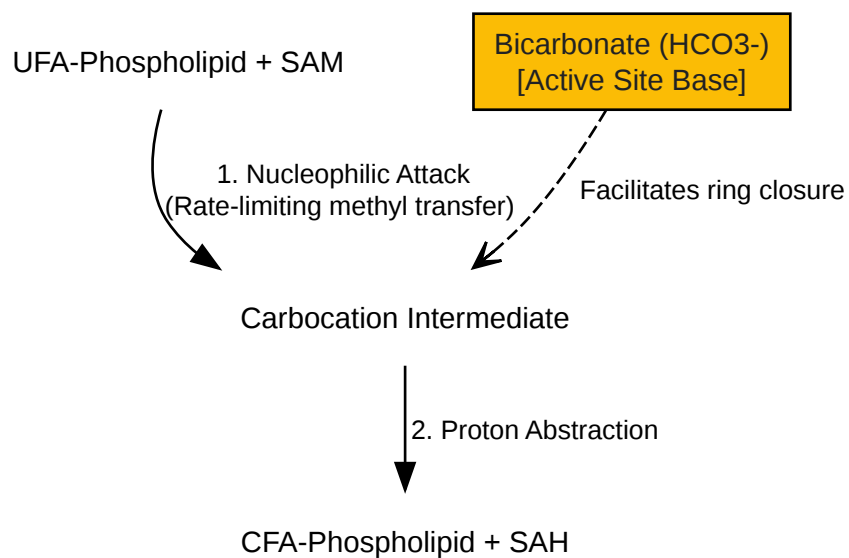 UFA-Phospholipid + SAM
Bicarbonate (HCO3-)
[Active Site Base]
1. Nucleophilic Attack
(Rate-limiting methyl transfer)
Facilitates ring closure
Carbocation Intermediate
2. Proton Abstraction
CFA-Phospholipid + SAH